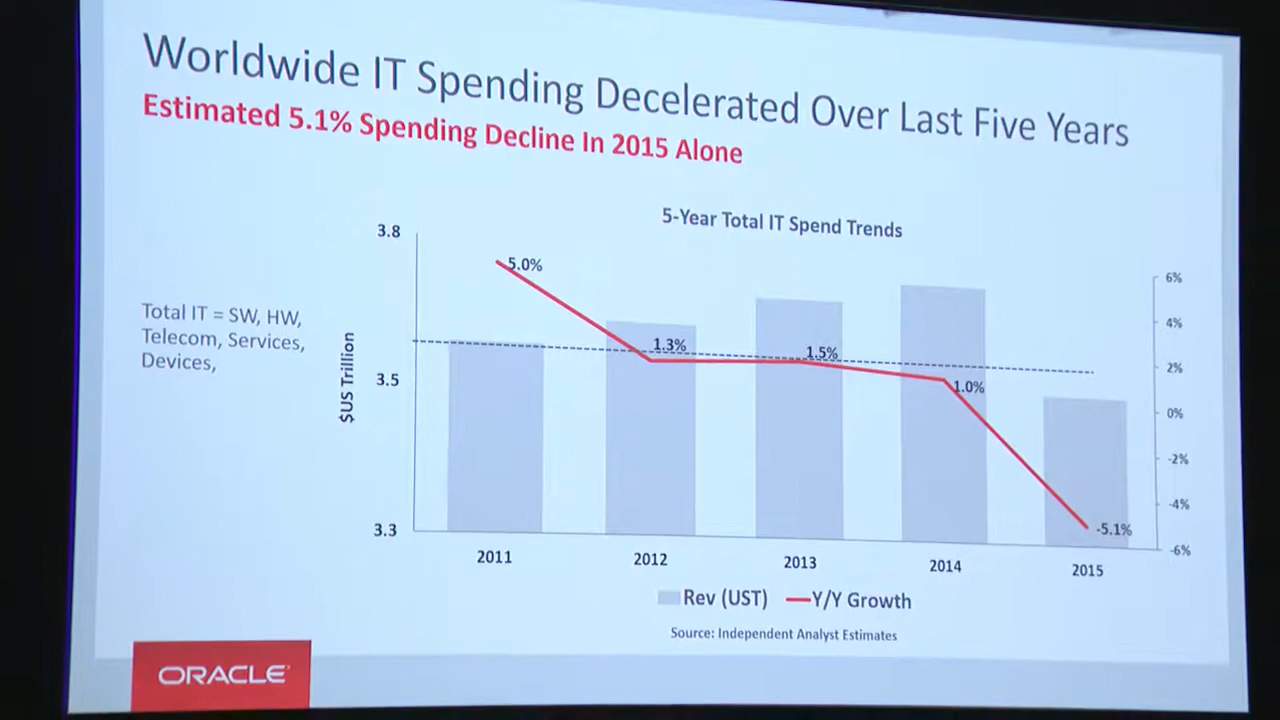 Worldwide IT Spending Decelerated Over Last Five Years
Estimated 5.1% Spending Decline In 2015 Alone
5-Year Total IT Spend Trends
Total IT = SW, HW,
Telecom, Services,
Devices,
$US Trillion
3.8
3.5
3.3
5.0%
1.3%
1.5%
1.0%
-5.1%
6%
4%
2%
0%
-2%
-4%
-6%
2011
2012
2013
2014
2015
Rev (UST)
Y/Y Growth
Source: Independent Analyst Estimates
ORACLE